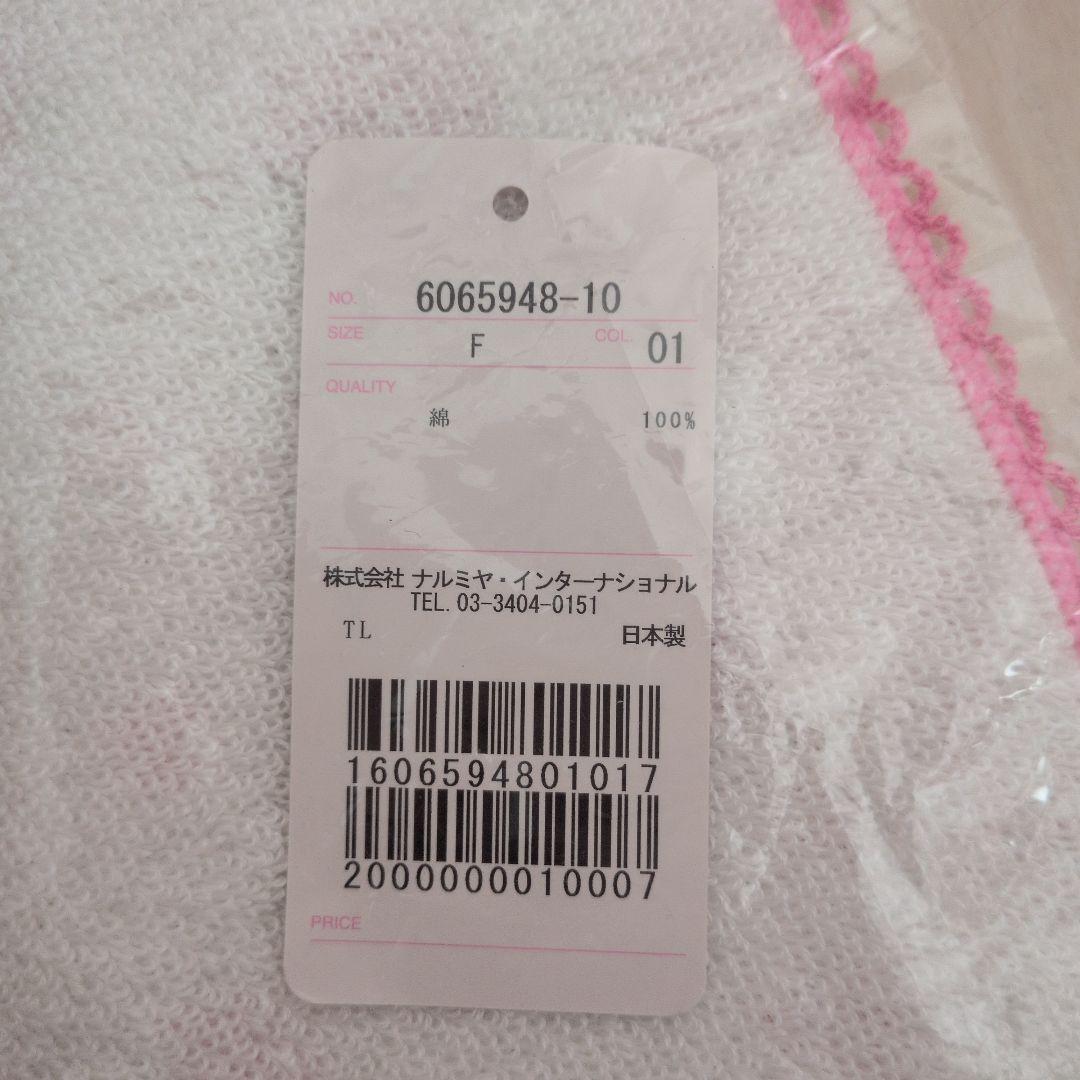 NO. 6065948-10
SIZE F COL. 01
QUALITY
綿 100%
株式会社 ナルミヤ・インターナショナル
TEL. 03-3404-0151
TL 日本製
1606594801017
2000000010007
PRICE